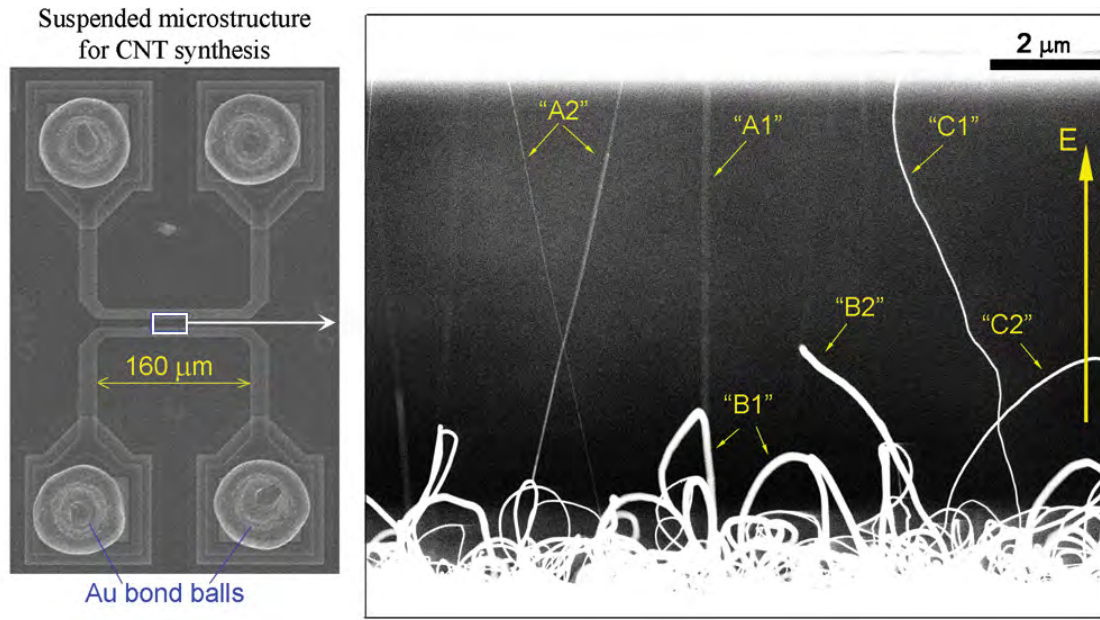 Suspended microstructure
for CNT synthesis
160 μm
Au bond balls
2 μm
“A2”
“A1”
“C1”
E
“B2”
“C2”
“B1”